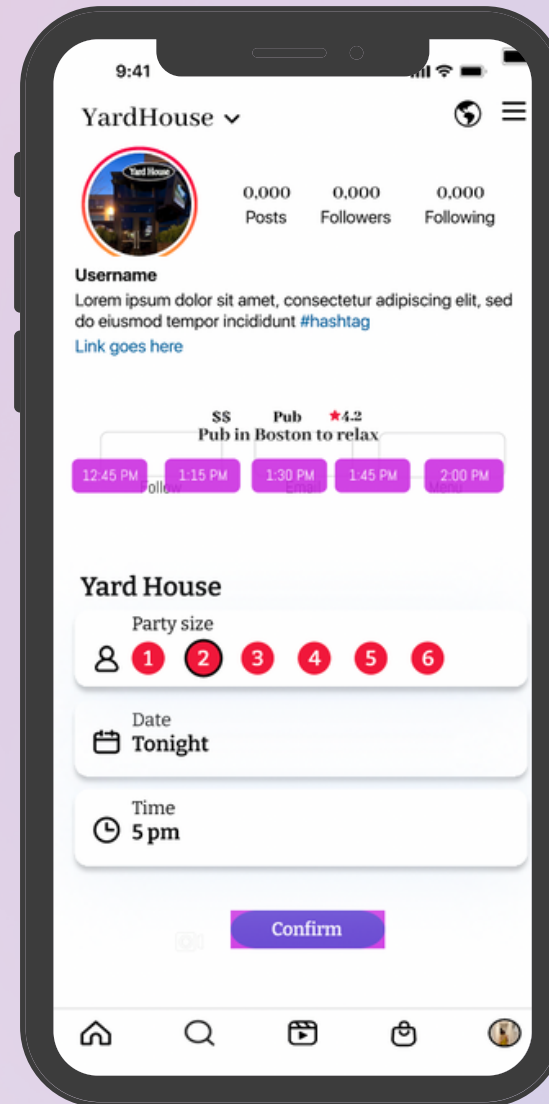 9:41
YardHouse
Yard House
0,000 0,000 0,000
Posts Followers Following
Username
Lorem ipsum dolor sit amet, consectetur adipiscing elit, sed
do eiusmod tempor incididunt #hashtag
Link goes here
$$ Pub ★4.2
Pub in Boston to relax
12:45 PM 1:15 PM 1:30 PM 1:45 PM 2:00 PM
Follow Email Menu
Yard House
Party size
1 2 3 4 5 6
Date
Tonight
Time
5 pm
Confirm